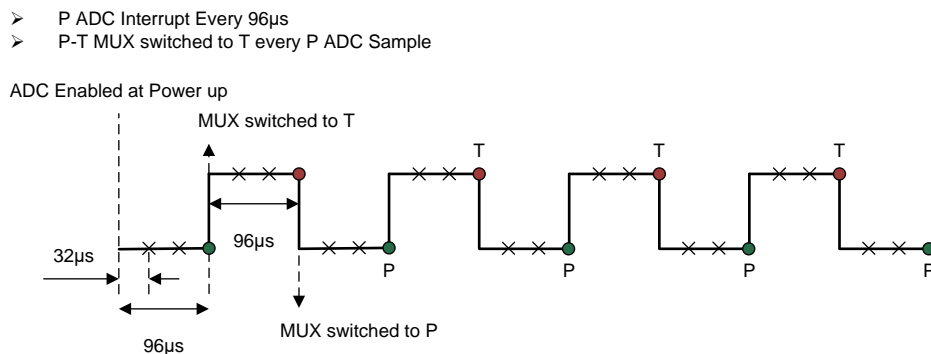 ➢ P ADC Interrupt Every 96µs
➢ P-T MUX switched to T every P ADC Sample
ADC Enabled at Power up
MUX switched to T
T T T
32µs
96µs
P P P P
MUX switched to P
96µs